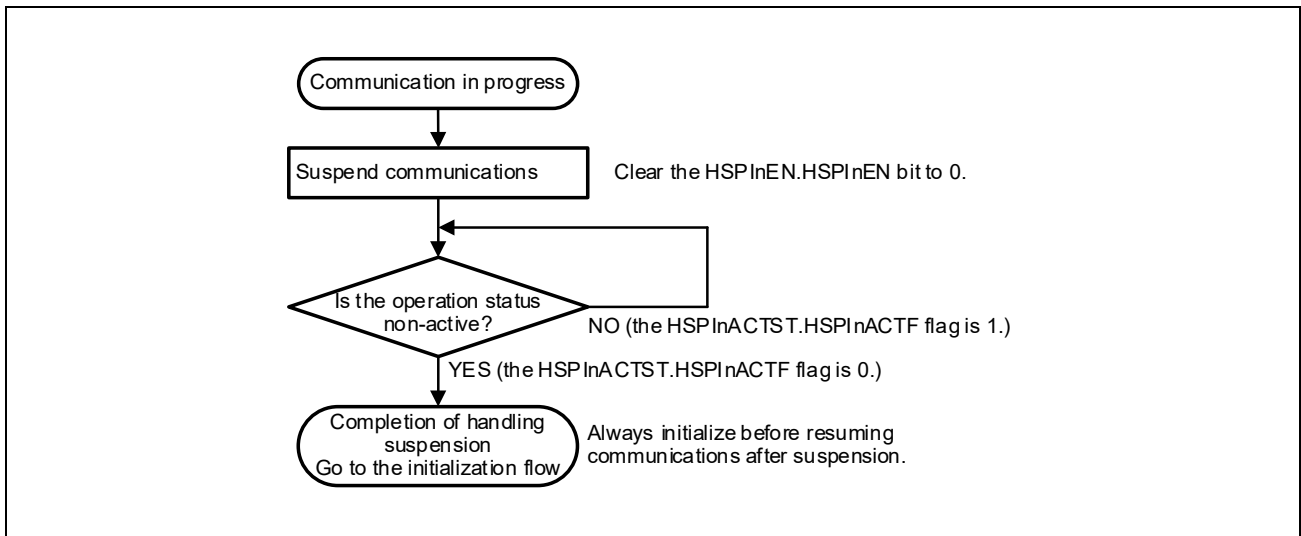 Communication in progress
Suspend communications
Clear the HSPInEN.HSPInEN bit to 0.
Is the operation status
non-active?
NO (the HSPInACTST.HSPInACTF flag is 1.)
YES (the HSPInACTST.HSPInACTF flag is 0.)
Completion of handling
suspension
Go to the initialization flow
Always initialize before resuming
communications after suspension.